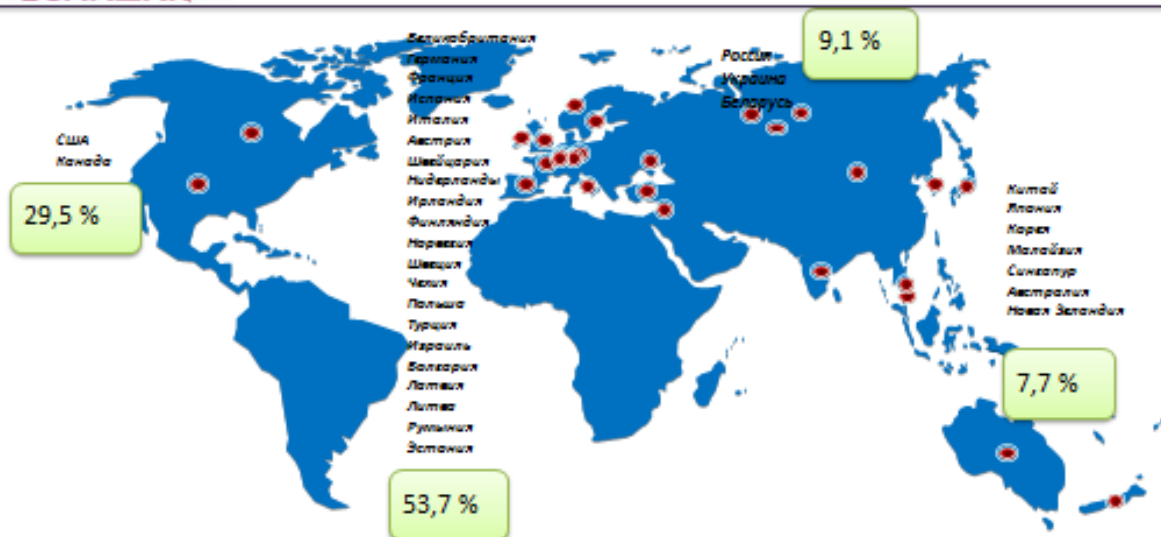 США
Канада
29,5 %
Великобритания
Германия
Франция
Испания
Италия
Австрия
Швейцария
Нидерланды
Ирландия
Финляндия
Норвегия
Швеция
Чехия
Польша
Турция
Израиль
Болгария
Латвия
Литва
Румыния
Эстония
53,7 %
Россия
Украина
Беларусь
9,1 %
Китай
Япония
Корея
Малайзия
Сингапур
Австралия
Новая Зеландия
7,7 %